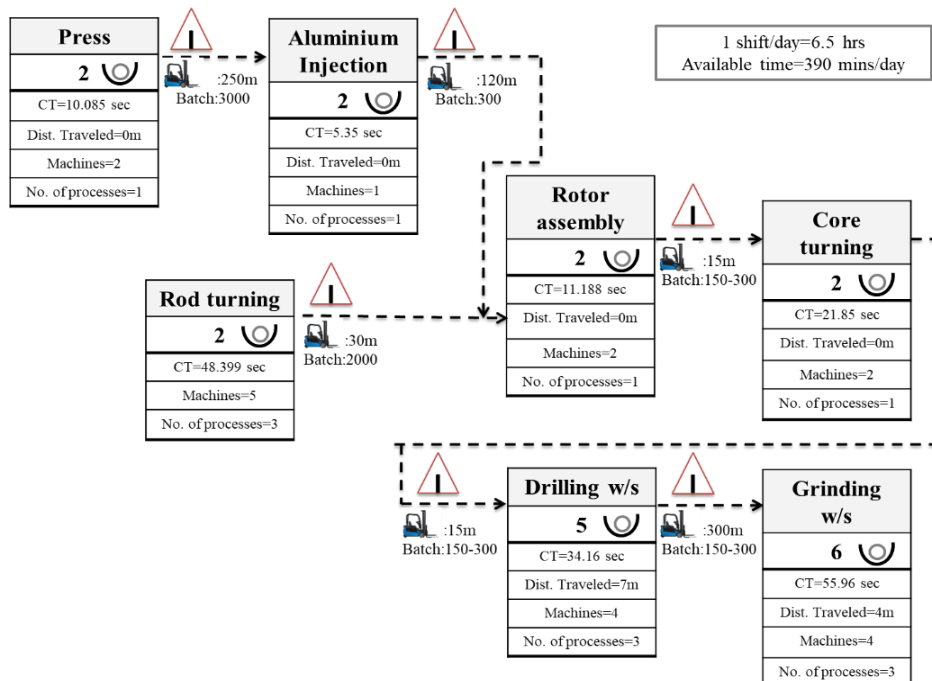 Press
2
CT=10.085 sec
Dist. Traveled=0m
Machines=2
No. of processes=1
:250m
Batch:3000
Aluminium
Injection
2
CT=5.35 sec
Dist. Traveled=0m
Machines=1
No. of processes=1
:120m
Batch:300
1 shift/day=6.5 hrs
Available time=390 mins/day
Rod turning
2
CT=48.399 sec
Machines=5
No. of processes=3
:30m
Batch:2000
Rotor
assembly
2
CT=11.188 sec
Dist. Traveled=0m
Machines=2
No. of processes=1
:15m
Batch:150-300
Core
turning
2
CT=21.85 sec
Dist. Traveled=0m
Machines=2
No. of processes=1
:15m
Batch:150-300
Drilling w/s
5
CT=34.16 sec
Dist. Traveled=7m
Machines=4
No. of processes=3
:300m
Batch:150-300
Grinding
w/s
6
CT=55.96 sec
Dist. Traveled=4m
Machines=4
No. of processes=3